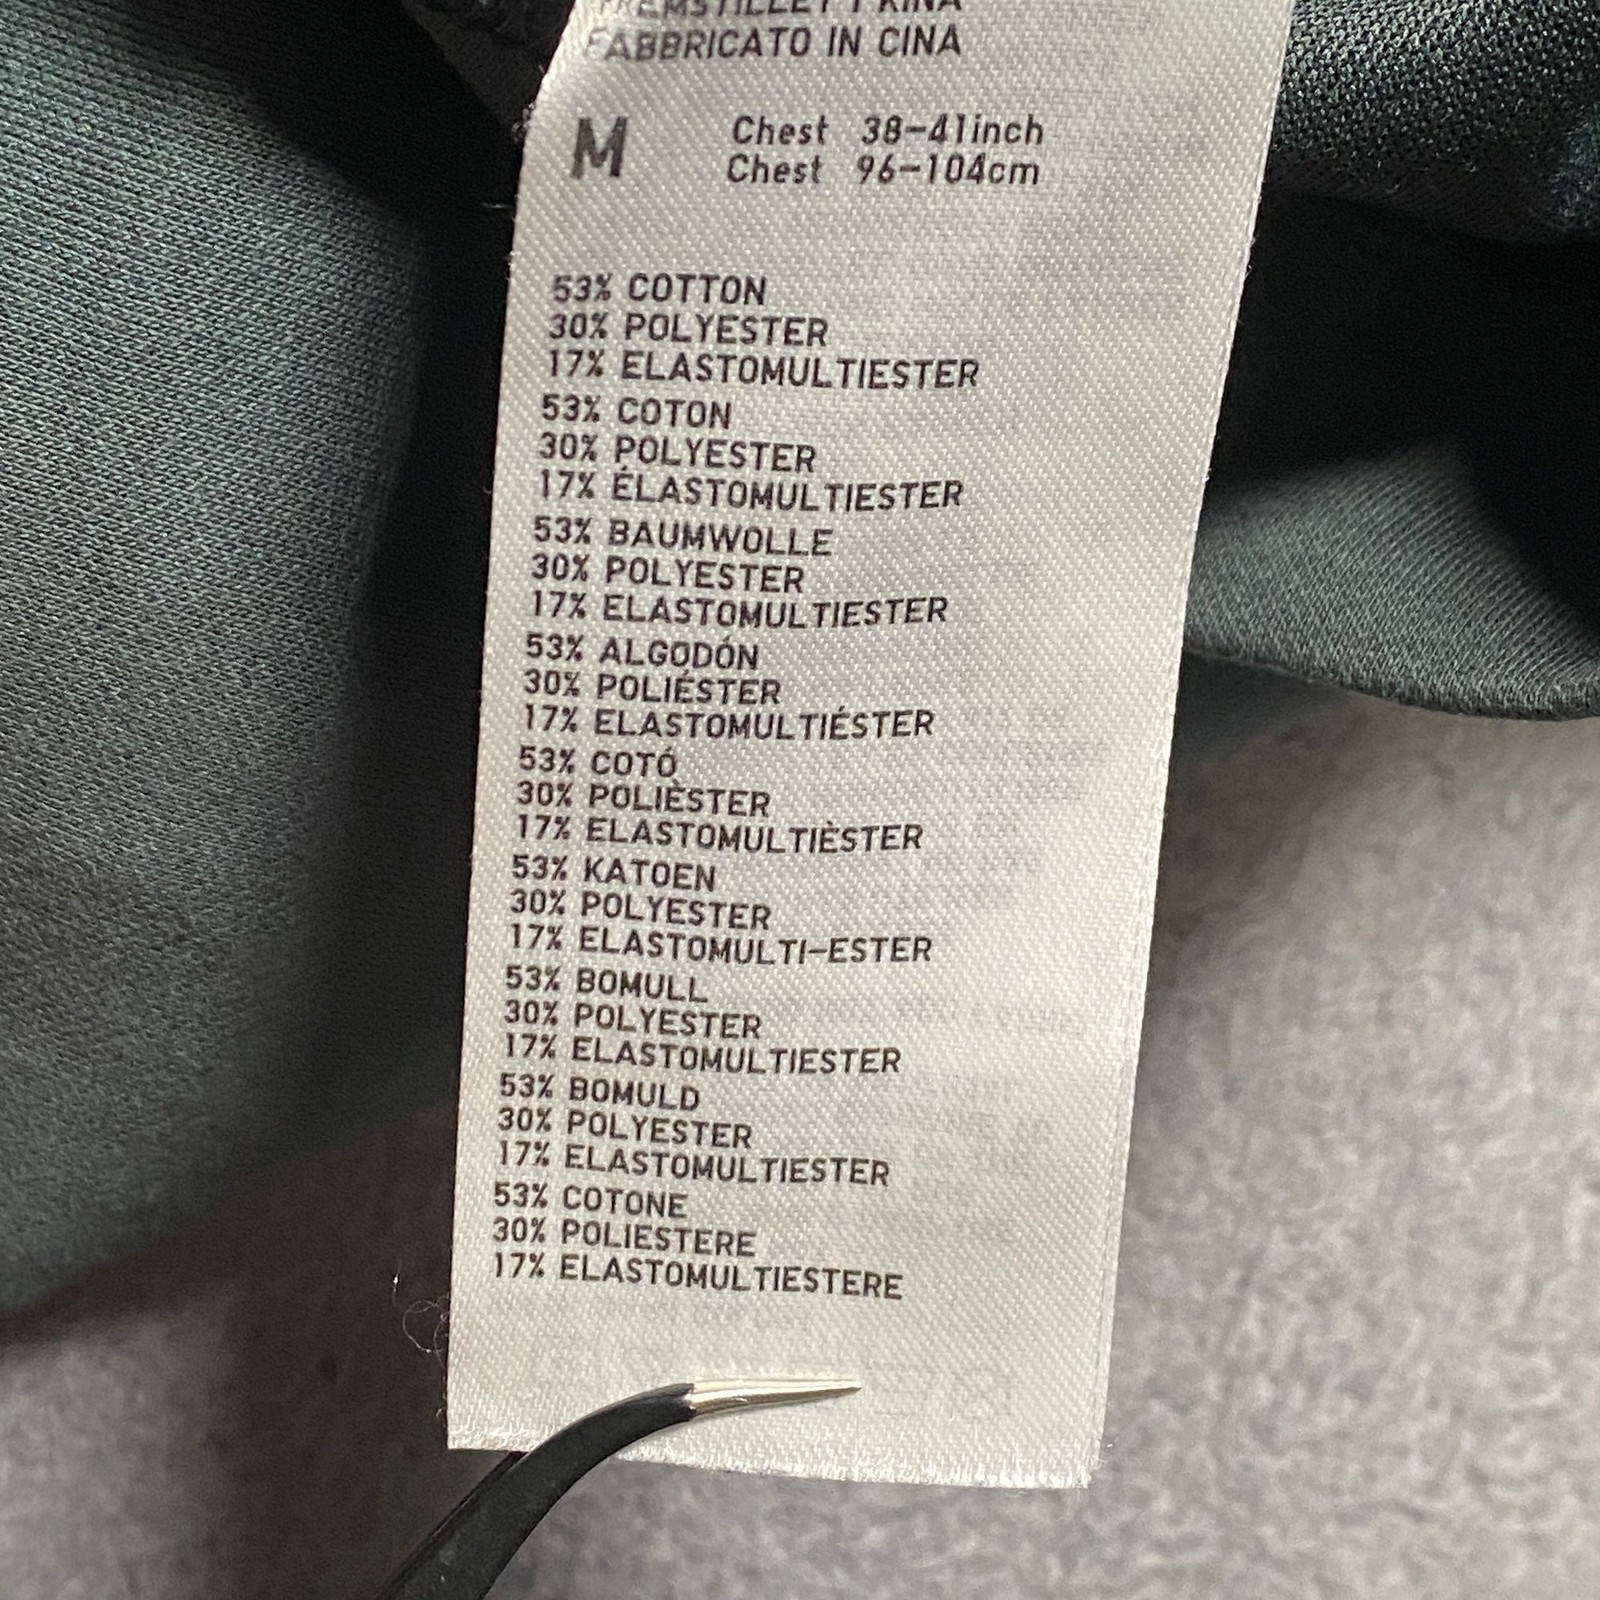 FREMSTILLET I KINA
FABBRICATO IN CINA
M Chest 38-41inch
Chest 96-104cm
53% COTTON
30% POLYESTER
17% ELASTOMULTIESTER
53% COTON
30% POLYESTER
17% ÉLASTOMULTIESTER
53% BAUMWOLLE
30% POLYESTER
17% ELASTOMULTIESTER
53% ALGODÓN
30% POLIÉSTER
17% ELASTOMULTIÉSTER
53% COTÓ
30% POLIÈSTER
17% ELASTOMULTIÈSTER
53% KATOEN
30% POLYESTER
17% ELASTOMULTI-ESTER
53% BOMULL
30% POLYESTER
17% ELASTOMULTIESTER
53% BOMULD
30% POLYESTER
17% ELASTOMULTIESTER
53% COTONE
30% POLIESTERE
17% ELASTOMULTIESTERE